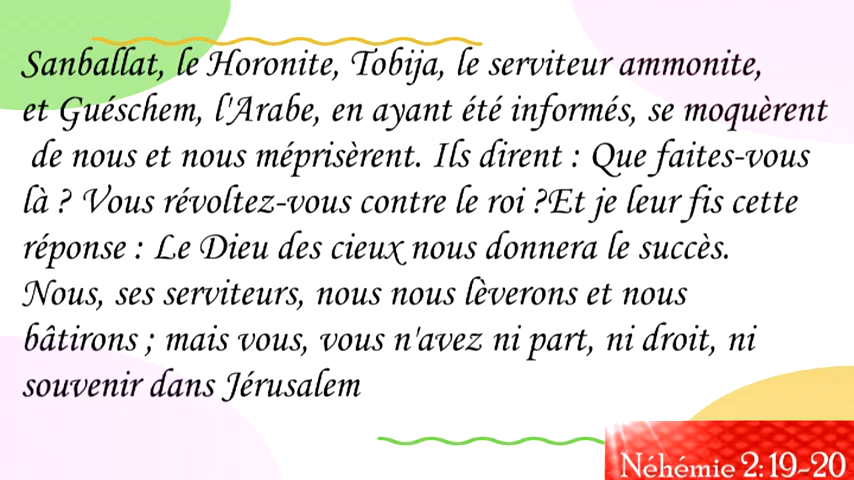 Sanballat, le Horonite, Tobija, le serviteur ammonite,
et Guéschem, l'Arabe, en ayant été informés, se moquèrent
de nous et nous méprisèrent. Ils dirent : Que faites-vous
là ? Vous révoltez-vous contre le roi ?Et je leur fis cette
réponse : Le Dieu des cieux nous donnera le succès.
Nous, ses serviteurs, nous nous lèverons et nous
bâtirons ; mais vous, vous n'avez ni part, ni droit, ni
souvenir dans Jérusalem
Néhémie 2:19-20